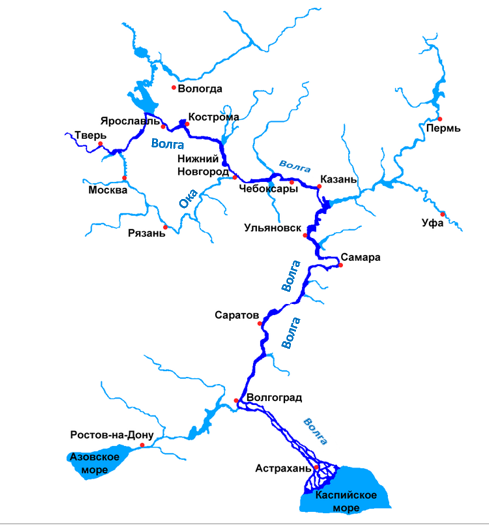 Вологда
Ярославль
Кострома
Тверь
Волга
Пермь
Нижний
Новгород
Волга
Москва
Чебоксары
Казань
Ока
Рязань
Ульяновск
Уфа
Самара
Волга
Саратов
Волга
Волгоград
Волга
Ростов-на-Дону
Азовское
море
Астрахань
Каспийское
море